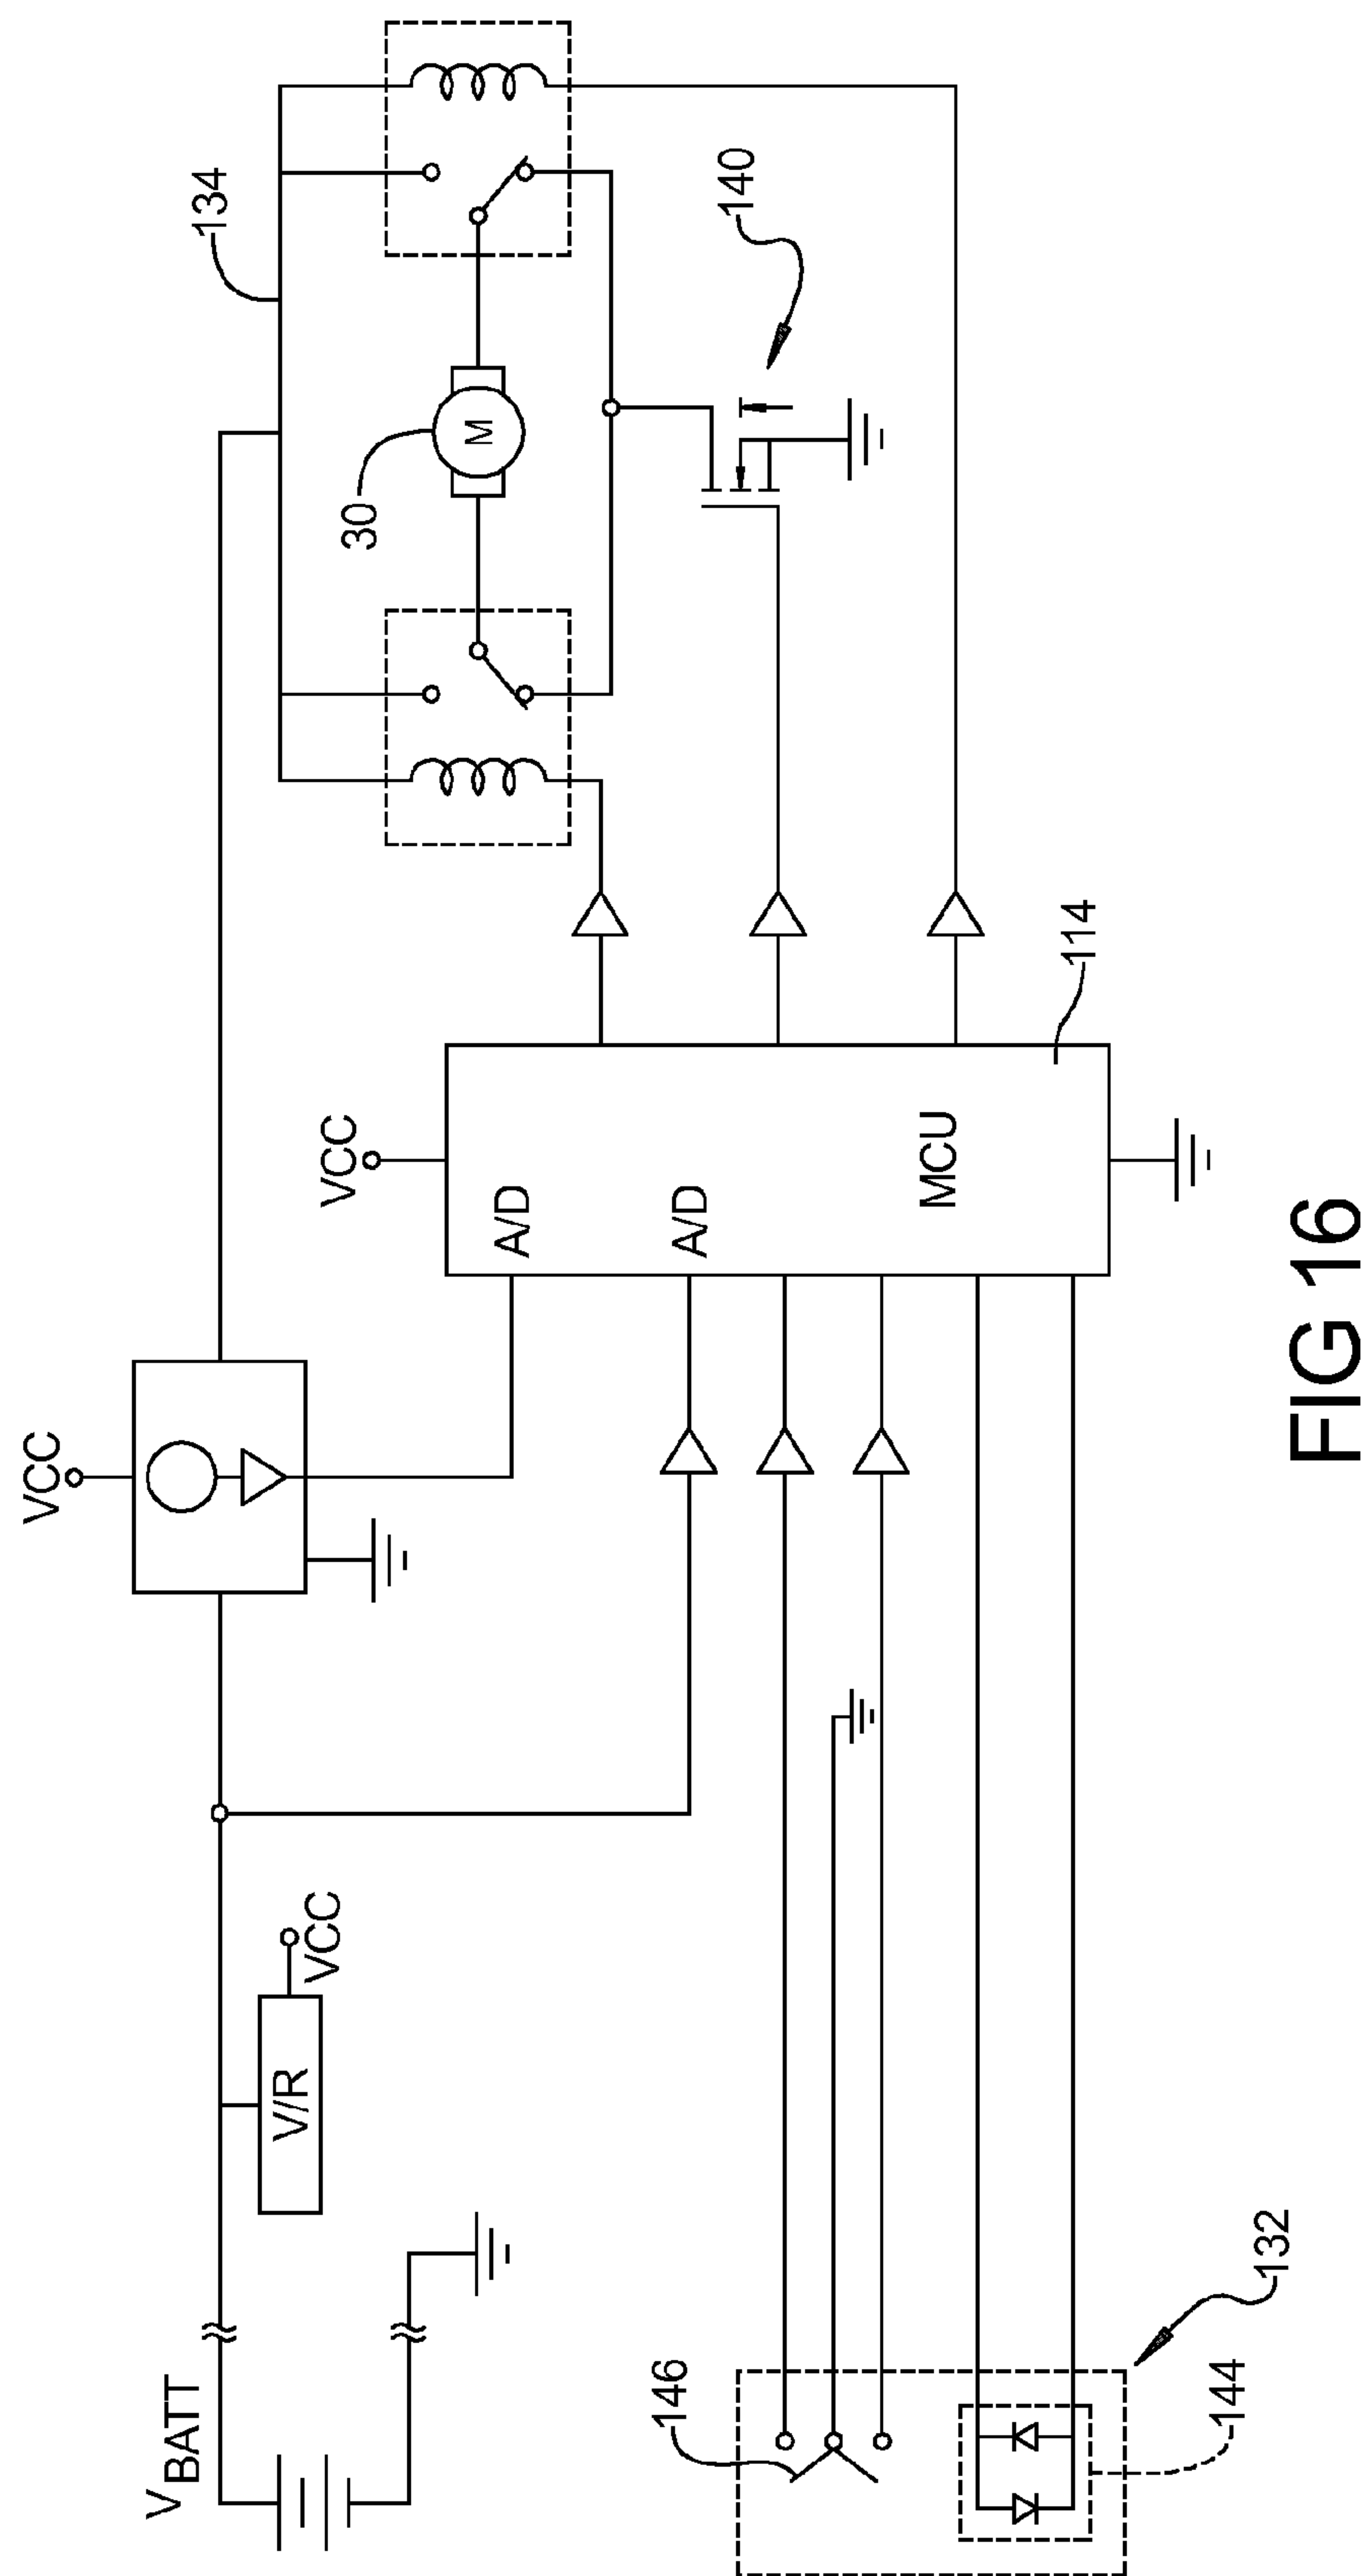 VBATT
V/R
VCC
VCC
134
30
M
140
VCC
A/D
A/D
MCU
114
146
144
132
FIG 16